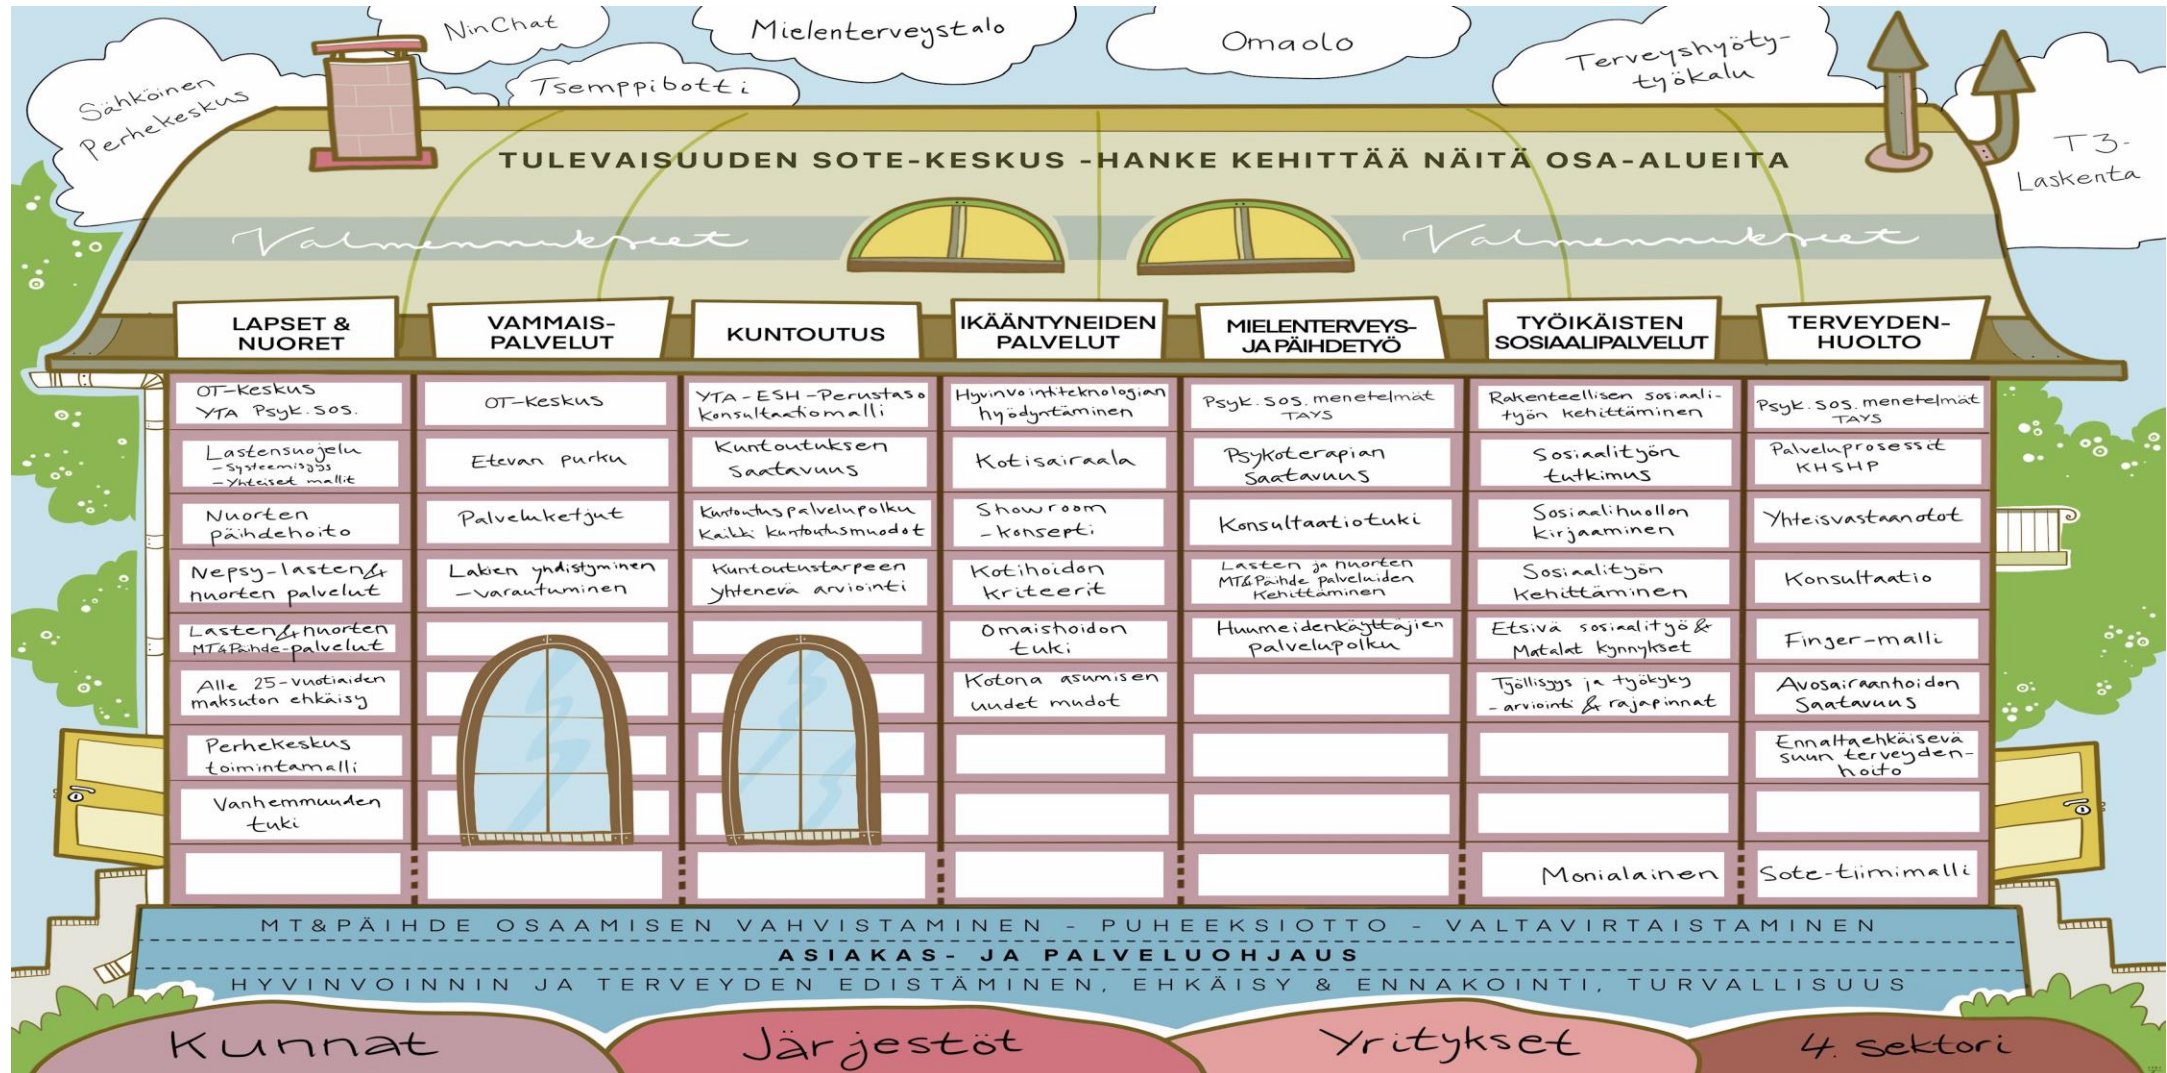 NinChat
Mielenterveystalo
Omaolo
Terveyshyöty-
työkalu
Sähköinen
Perhekeskus
Tsemppibotti
T3-
Laskenta
TULEVAISUUDEN SOTE-KESKUS -HANKE KEHITTÄÄ NÄITÄ OSA-ALUEITA
Valmennukset
Valmennukset
LAPSET &
NUORET
OT-keskus
YTA Psyk. sos.
Lastensuojelu
- Systeemisyys
- Yhteiset mallit
Nuorten
päihdehoito
Nepsy-lasten &
nuorten palvelut
Lasten & nuorten
MT&Päihde-palvelut
Alle 25-vuotiaiden
maksuton ehkäisy
Perhekeskus
toimintamalli
Vanhemmuuden
tuki
VAMMAIS-
PALVELUT
OT-keskus
Etevan purku
Palveluketjut
Lakien yhdistyminen
- varautuminen
KUNTOUTUS
YTA - ESH - Perustaso
konsultaatiomalli
Kuntoutuksen
saatavuus
Kuntoutuspalvelupolku
kaikki kuntoutusmuodot
Kuntoutustarpeen
yhtenevä arviointi
IKÄÄNTYNEIDEN
PALVELUT
Hyvinvointiteknologian
hyödyntäminen
Kotisairaala
Showroom
- konsepti
Kotihoidon
kriteerit
Omaishoidon
tuki
Kotona asumisen
uudet mudot
MIELENTERVEYS-
JA PÄIHDETYÖ
Psyk. sos. menetelmät
TAYS
Psykoterapian
saatavuus
Konsultaatiotuki
Lasten ja nuorten
MT&Päihde palveluiden
kehittäminen
Huumeidenkäyttäjien
palvelupolku
TYÖIKÄISTEN
SOSIAALIPALVELUT
Rakenteellisen sosiaali-
työn kehittäminen
Sosiaalityön
tutkimus
Sosiaalihuollon
kirjaaminen
Sosiaalityön
kehittäminen
Etsivä sosiaalityö &
Matalat kynnykset
Työllisyys ja työkyky
- arviointi & rajapinnat
Monialainen
TERVEYDEN-
HUOLTO
Psyk. sos. menetelmät
TAYS
Palveluprosessit
KHSHP
Yhteisvastaanotot
Konsultaatio
Finger-malli
Avosairaanhoidon
saatavuus
Ennaltaehkäisevä
suun terveyden-
hoito
Sote-tiimimalli
MT&PÄIHDE OSAAMISEN VAHVISTAMINEN - PUHEEKSIOTTO - VALTAVIRTAISTAMINEN
ASIAKAS- JA PALVELUOHJAUS
HYVINVOINNIN JA TERVEYDEN EDISTÄMINEN, EHKÄISY & ENNAKOINTI, TURVALLISUUS
Kunnat
Järjestöt
Yritykset
4. sektori